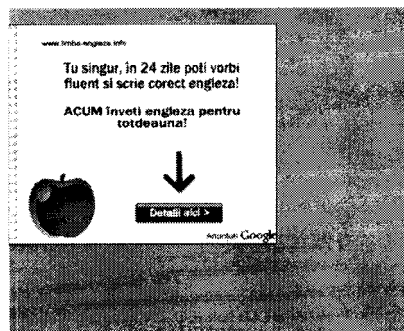 www.limba-engleza.info
Tu singur, in 24 zile poti vorbi
fluent si scrie corect engleza!
ACUM înveti engleza pentru
totdeauna!
Detalii aici >
Anunturi Google